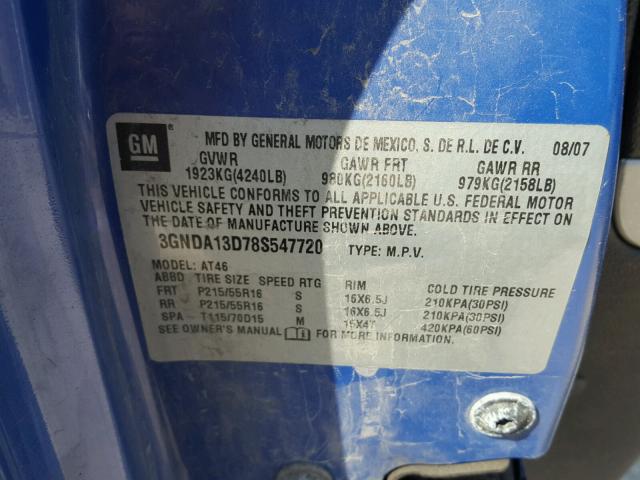 GM ® MFD BY GENERAL MOTORS DE MEXICO, S. DE R.L. DE C.V. 08/07
GVWR GAWR FRT GAWR RR
1923KG(4240LB) 980KG(2160LB) 979KG(2158LB)
THIS VEHICLE CONFORMS TO ALL APPLICABLE U.S. FEDERAL MOTOR
VEHICLE SAFETY AND THEFT PREVENTION STANDARDS IN EFFECT ON
THE DATE OF MANUFACTURE SHOWN ABOVE.
3GNDA13D78S547720 TYPE: M.P.V.
MODEL: AT46
ABBD TIRE SIZE SPEED RTG RIM COLD TIRE PRESSURE
FRT P215/55R16 S 16X6.5J 210KPA(30PSI)
RR P215/55R16 S 16X6.5J 210KPA(30PSI)
SPA - T115/70D15 M 15X4T 420KPA(60PSI)
SEE OWNER'S MANUAL FOR MORE INFORMATION.